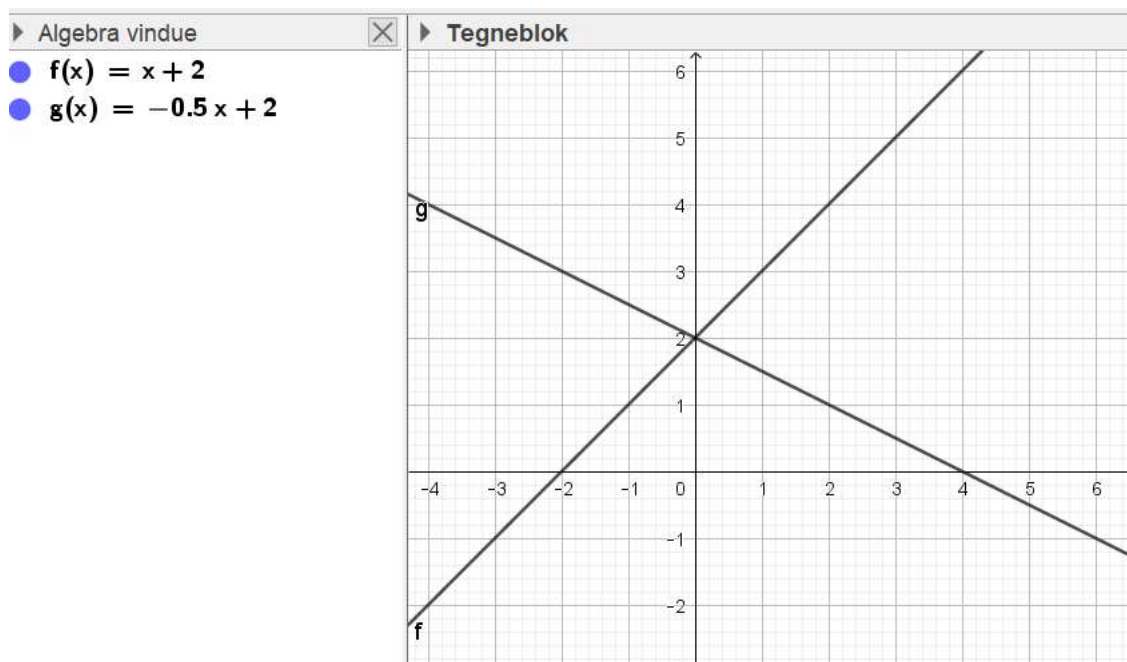 Algebra vindue
f(x) = x + 2
g(x) = −0.5 x + 2
Tegneblok
6
5
4
3
2
1
-4 -3 -2 -1 0 1 2 3 4 5 6
-1
-2
g
f